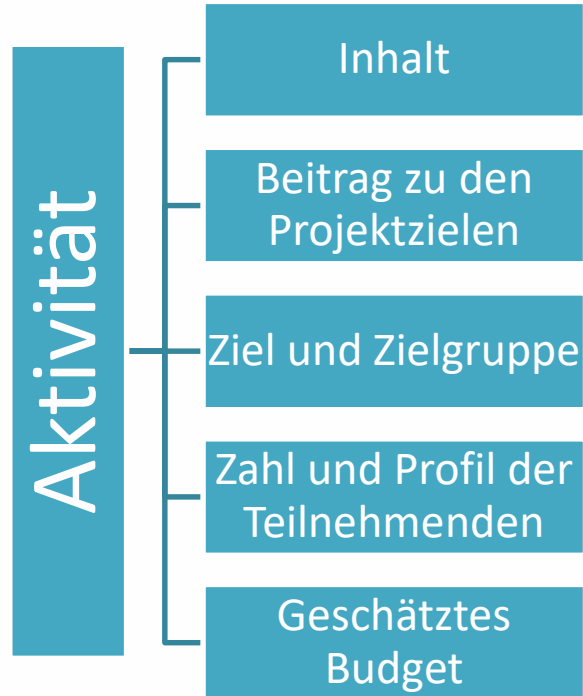 Aktivität
Inhalt
Beitrag zu den
Projektzielen
Ziel und Zielgruppe
Zahl und Profil der
Teilnehmenden
Geschätztes
Budget